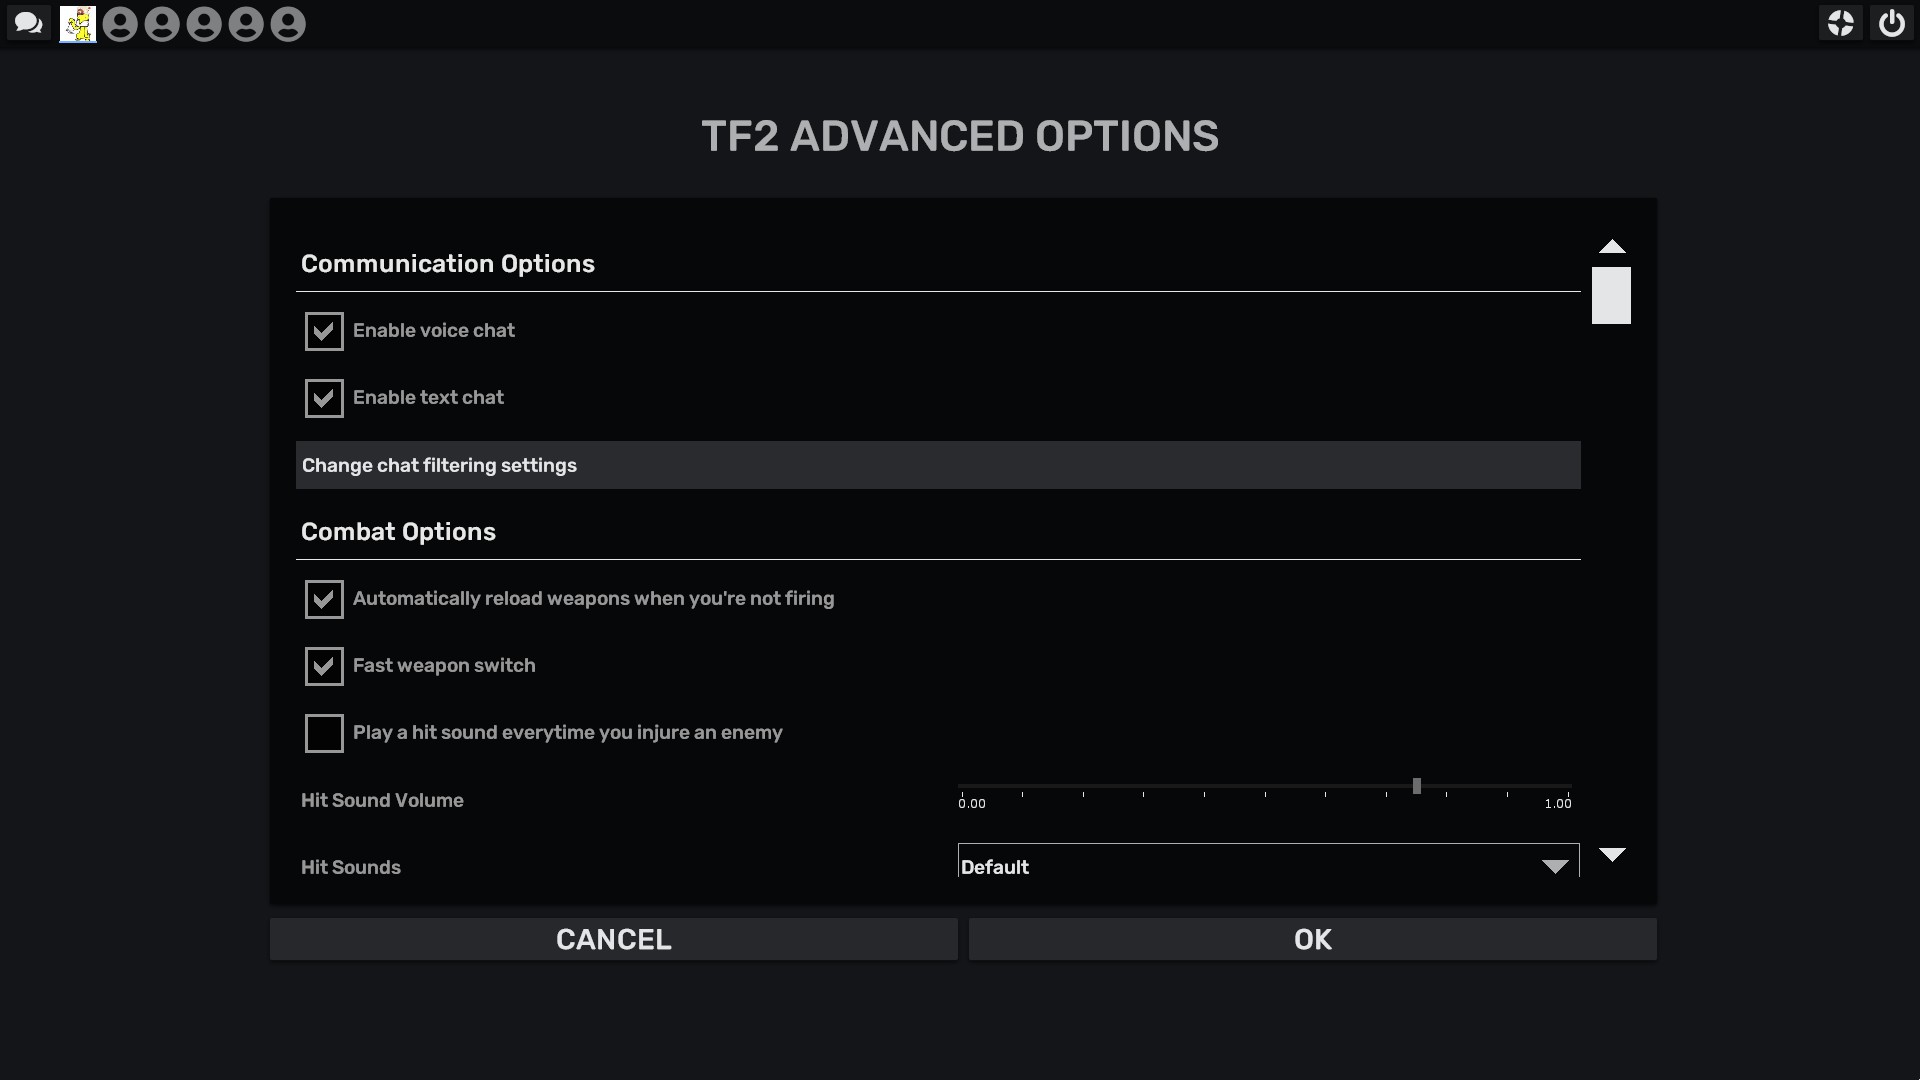 TF2 ADVANCED OPTIONS
Communication Options
Enable voice chat
Enable text chat
Change chat filtering settings
Combat Options
Automatically reload weapons when you're not firing
Fast weapon switch
Play a hit sound everytime you injure an enemy
Hit Sound Volume
0.00 1.00
Hit Sounds Default
CANCEL OK